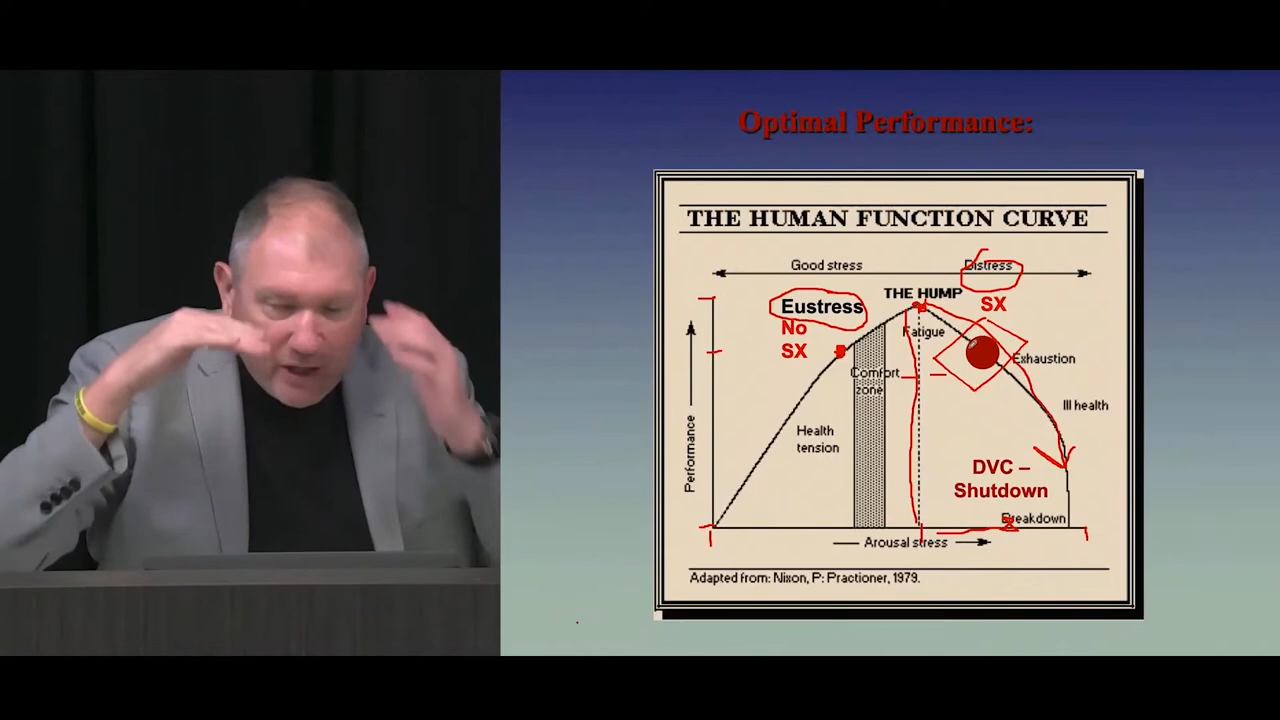 Optimal Performance:
THE HUMAN FUNCTION CURVE
Good stress
Distress
THE HUMP
Eustress
No
SX
SX
Fatigue
Comfort
zone
Exhaustion
Ill health
Health
tension
Performance
DVC –
Shutdown
Breakdown
Arousal stress
Adapted from: Nixon, P: Practioner, 1979.